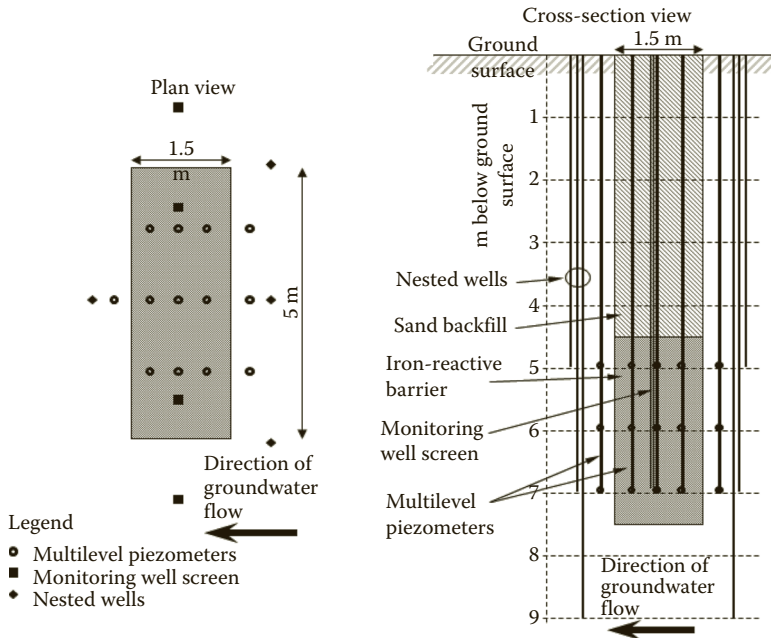 Plan view
1.5
m
5 m
Direction of
groundwater
flow
Legend
Multilevel piezometers
Monitoring well screen
Nested wells
Cross-section view
Ground
surface
1.5 m
m below ground
surface
1
2
3
4
5
6
7
8
9
Nested wells
Sand backfill
Iron-reactive
barrier
Monitoring
well screen
Multilevel
piezometers
Direction of
groundwater
flow